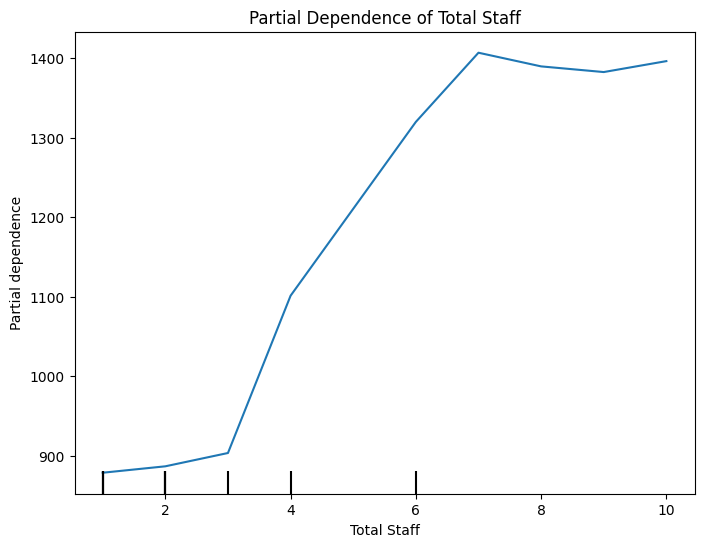 Partial Dependence of Total Staff
1400
1300
1200
1100
1000
900
Partial dependence
2 4 6 8 10
Total Staff